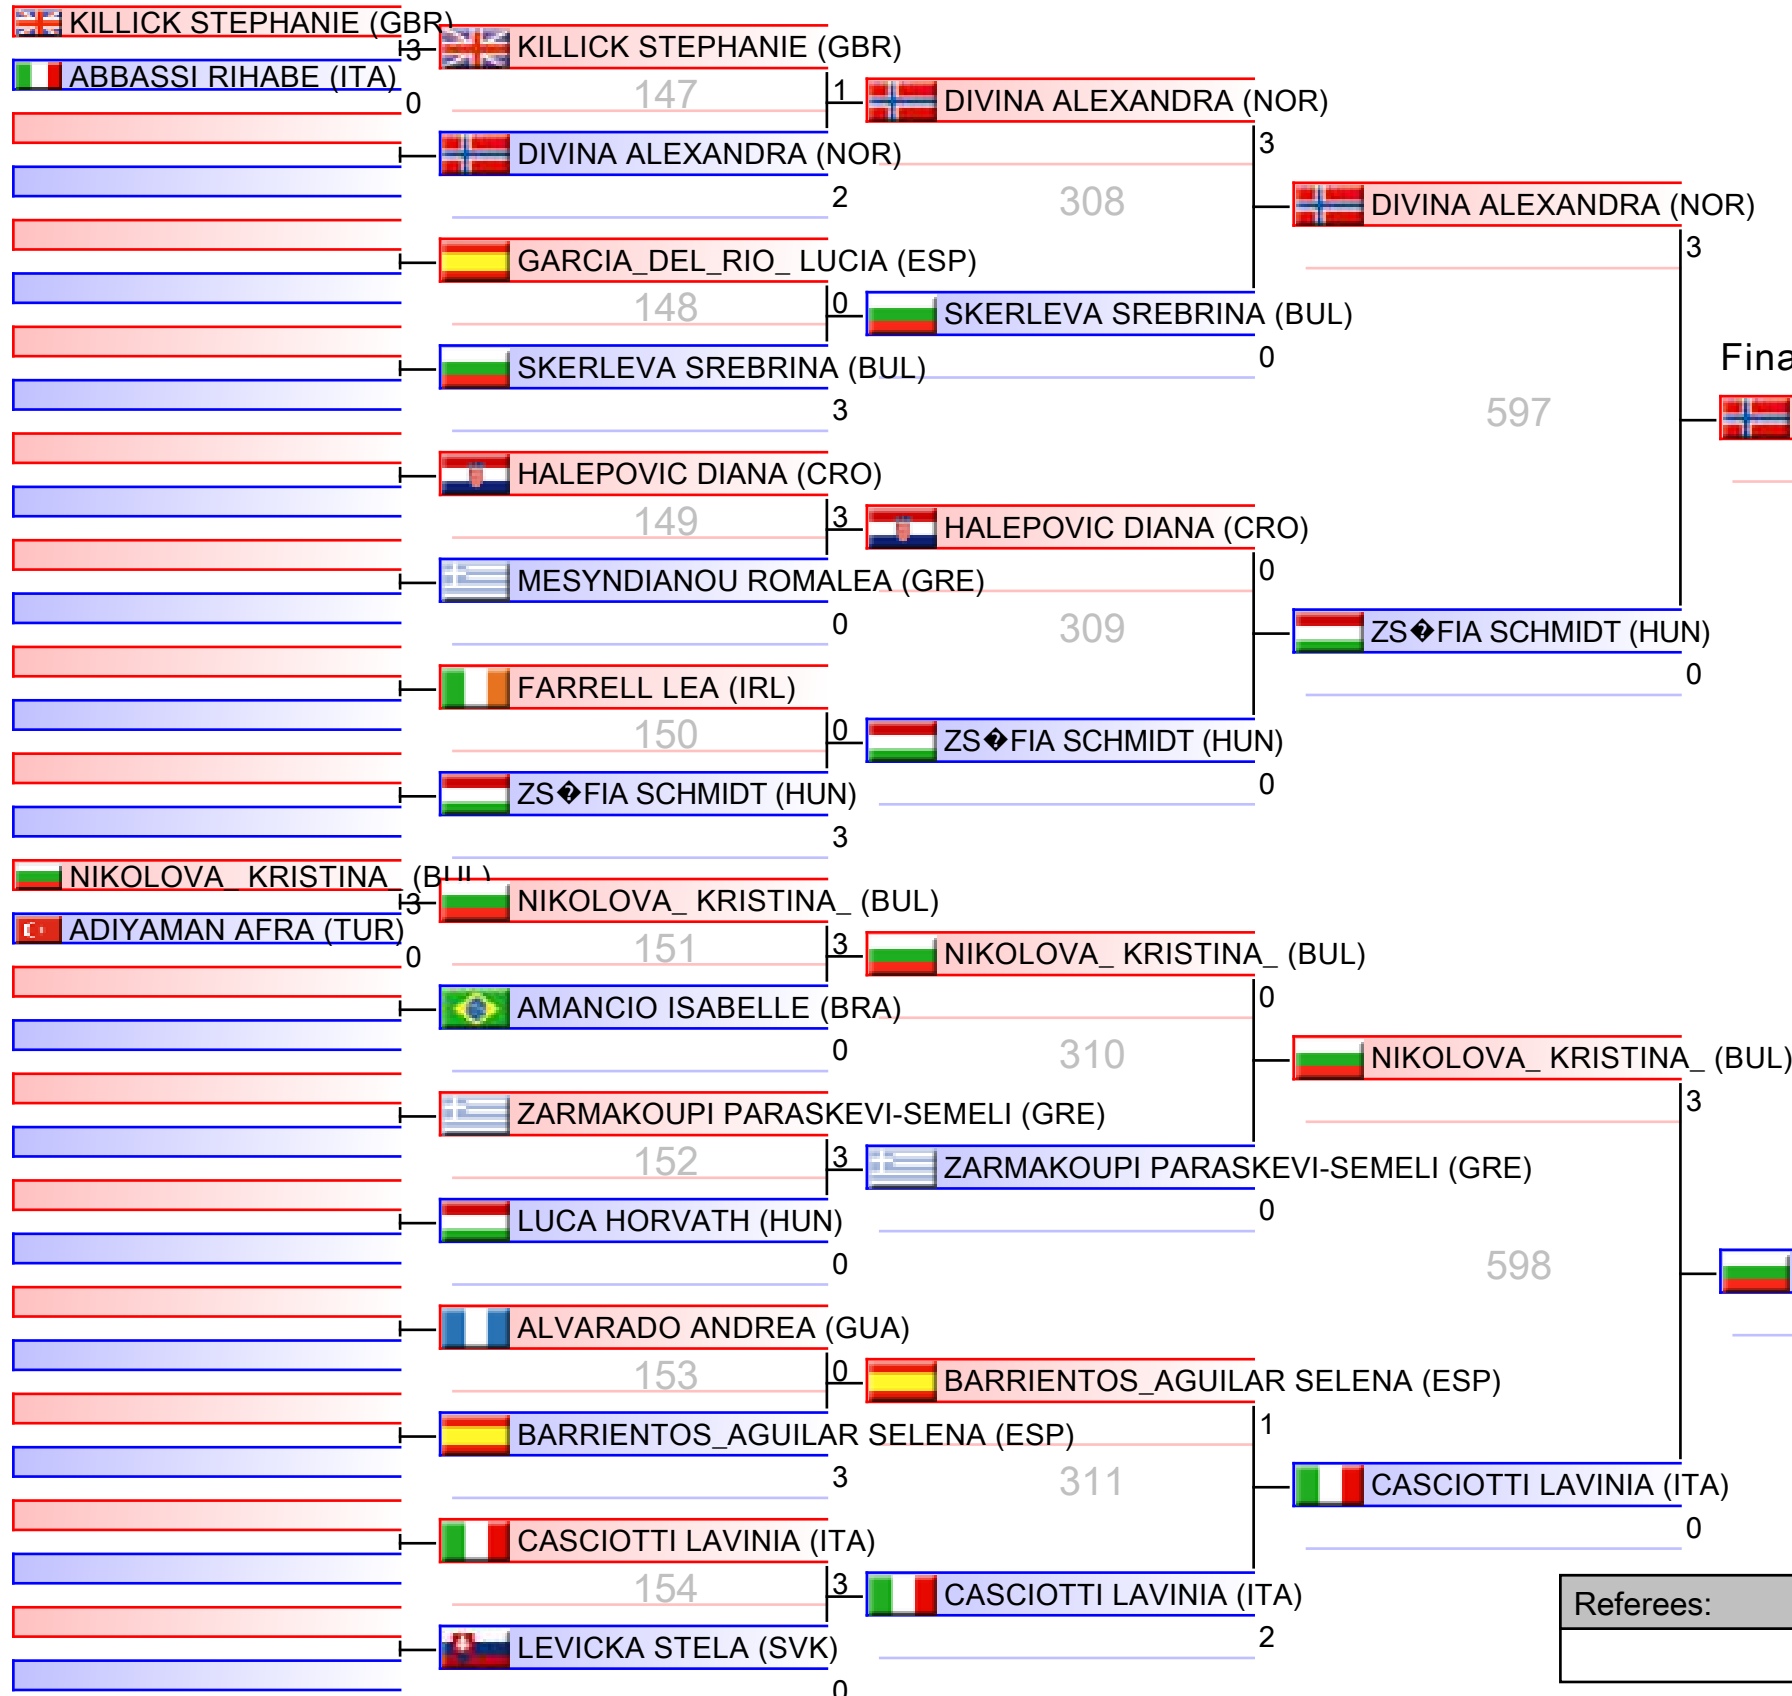 KILLICK STEPHANIE (GBR)
3
ABBASSI RIHABE (ITA)
0
NIKOLOVA_ KRISTINA_ (BUL)
3
ADIYAMAN AFRA (TUR)
0
KILLICK STEPHANIE (GBR)
147
1
DIVINA ALEXANDRA (NOR)
2
GARCIA_DEL_RIO_ LUCIA (ESP)
148
0
SKERLEVA SREBRINA (BUL)
3
HALEPOVIC DIANA (CRO)
149
3
MESYNDIANOU ROMALEA (GRE)
0
FARRELL LEA (IRL)
150
0
ZS�FIA SCHMIDT (HUN)
3
NIKOLOVA_ KRISTINA_ (BUL)
151
3
AMANCIO ISABELLE (BRA)
0
ZARMAKOUPI PARASKEVI-SEMELI (GRE)
152
3
LUCA HORVATH (HUN)
0
ALVARADO ANDREA (GUA)
153
0
BARRIENTOS_AGUILAR SELENA (ESP)
3
CASCIOTTI LAVINIA (ITA)
154
3
LEVICKA STELA (SVK)
0
DIVINA ALEXANDRA (NOR)
3
308
SKERLEVA SREBRINA (BUL)
0
HALEPOVIC DIANA (CRO)
0
309
ZS�FIA SCHMIDT (HUN)
0
NIKOLOVA_ KRISTINA_ (BUL)
0
310
ZARMAKOUPI PARASKEVI-SEMELI (GRE)
0
BARRIENTOS_AGUILAR SELENA (ESP)
1
311
CASCIOTTI LAVINIA (ITA)
2
DIVINA ALEXANDRA (NOR)
3
597
ZS�FIA SCHMIDT (HUN)
0
NIKOLOVA_ KRISTINA_ (BUL)
3
598
CASCIOTTI LAVINIA (ITA)
0
Fina
Referees: